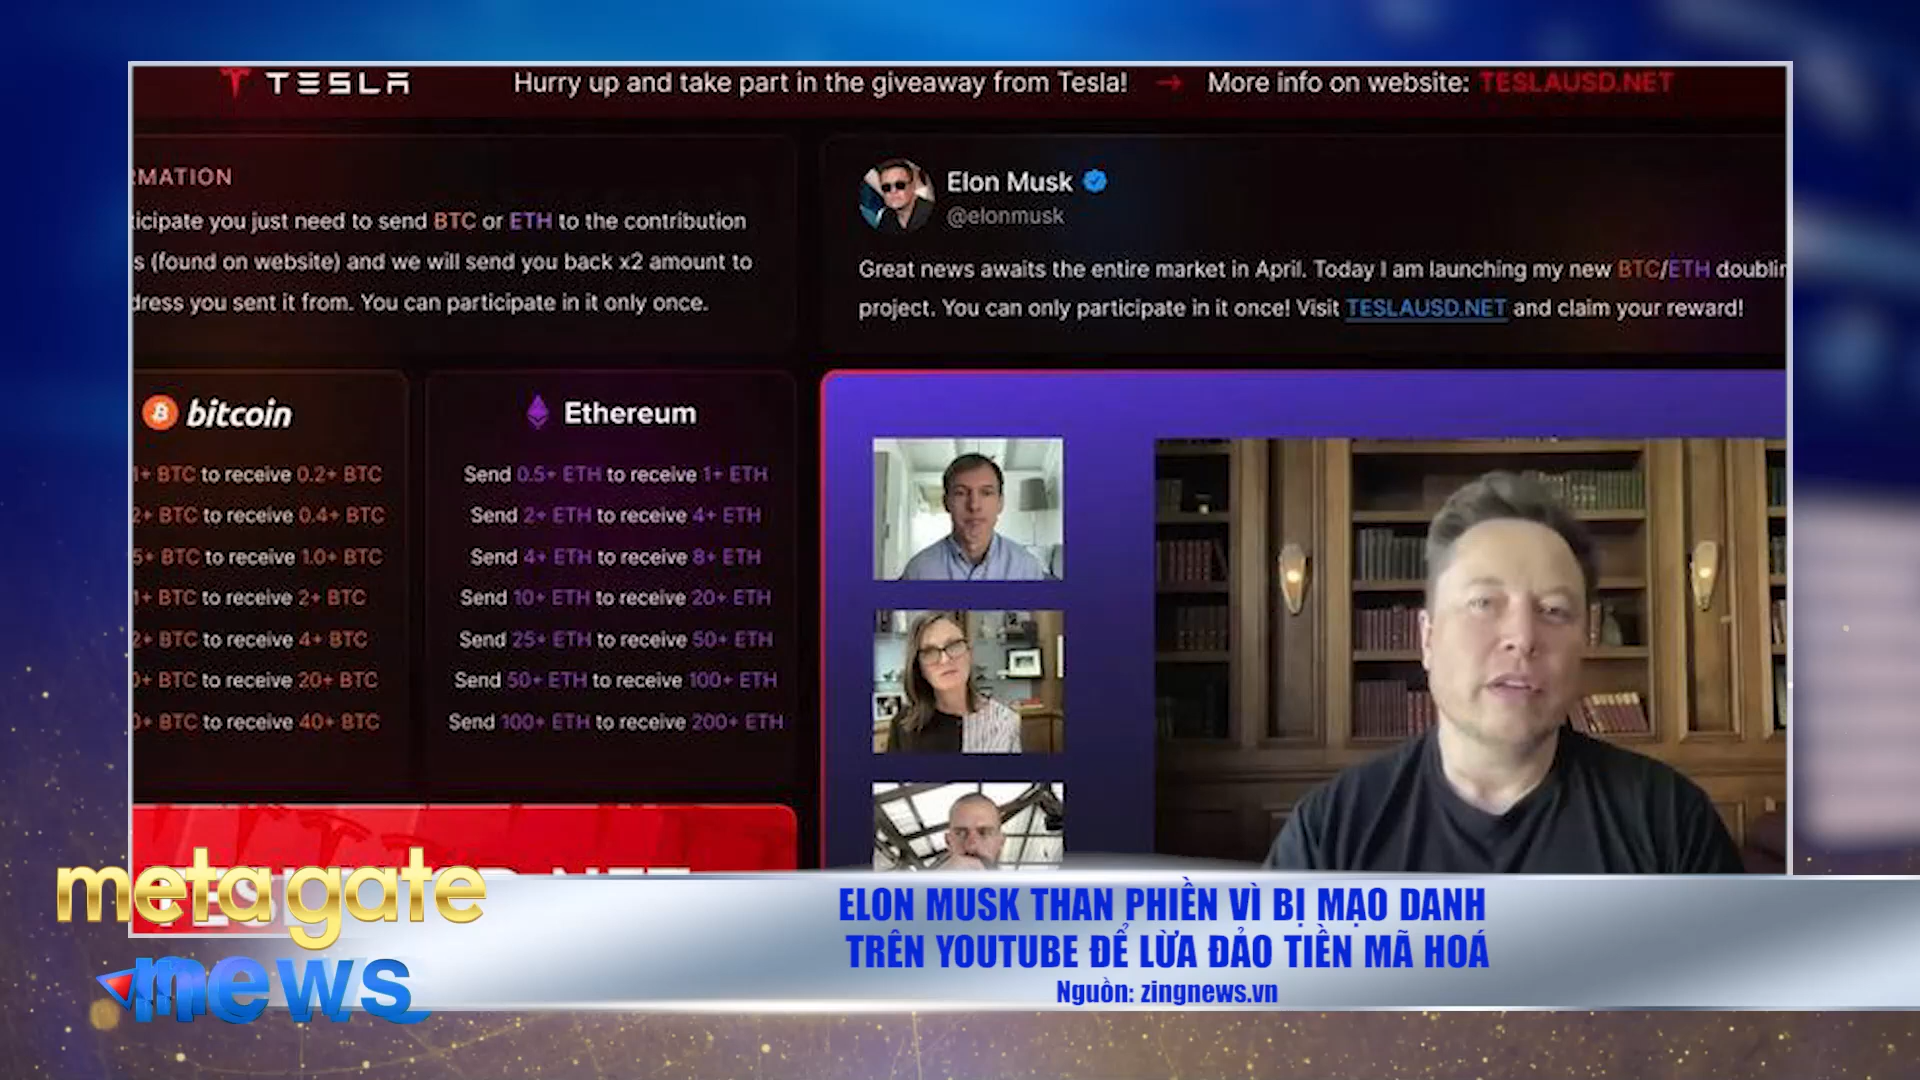 TESLA Hurry up and take part in the giveaway from Tesla! → More info on website: TESLAUSD.NET
RMATION
icipate you just need to send BTC or ETH to the contribution
s (found on website) and we will send you back x2 amount to
dress you sent it from. You can participate in it only once.
Elon Musk
@elonmusk
Great news awaits the entire market in April. Today I am launching my new BTC/ETH doublin
project. You can only participate in it once! Visit TESLAUSD.NET and claim your reward!
bitcoin
1+ BTC to receive 0.2+ BTC
2+ BTC to receive 0.4+ BTC
5+ BTC to receive 1.0+ BTC
1+ BTC to receive 2+ BTC
2+ BTC to receive 4+ BTC
0+ BTC to receive 20+ BTC
0+ BTC to receive 40+ BTC
Ethereum
Send 0.5+ ETH to receive 1+ ETH
Send 2+ ETH to receive 4+ ETH
Send 4+ ETH to receive 8+ ETH
Send 10+ ETH to receive 20+ ETH
Send 25+ ETH to receive 50+ ETH
Send 50+ ETH to receive 100+ ETH
Send 100+ ETH to receive 200+ ETH
metagate
news
ELON MUSK THAN PHIỀN VÌ BỊ MẠO DANH
TRÊN YOUTUBE ĐỂ LỪA ĐẢO TIỀN MÃ HOÁ
Nguồn: zingnews.vn